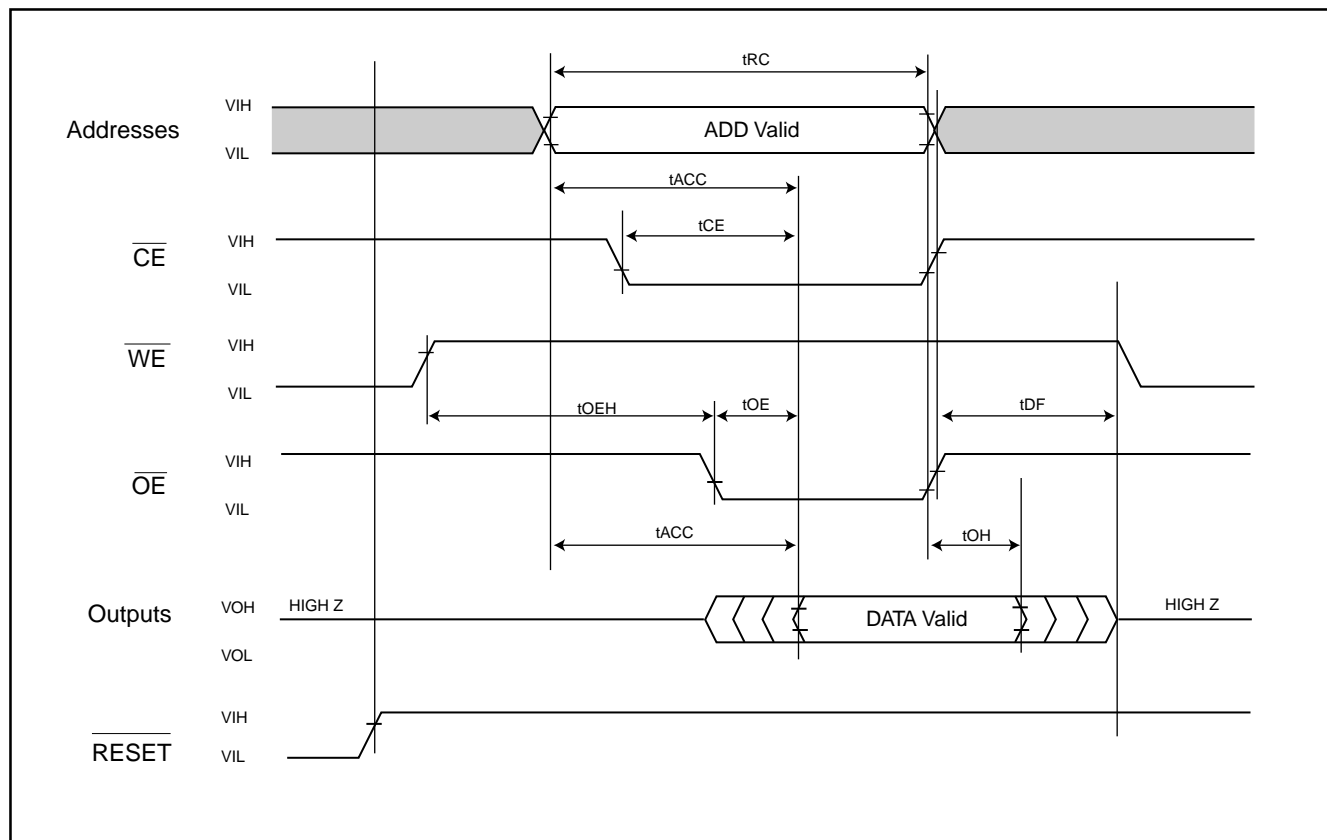 tRC
VIH
Addresses
ADD Valid
VIL
tACC
tCE
VIH
CE
VIL
VIH
WE
VIL
tOEH
tOE
tDF
VIH
OE
VIL
tACC
tOH
VOH
HIGH Z
HIGH Z
Outputs
DATA Valid
VOL
VIH
RESET
VIL